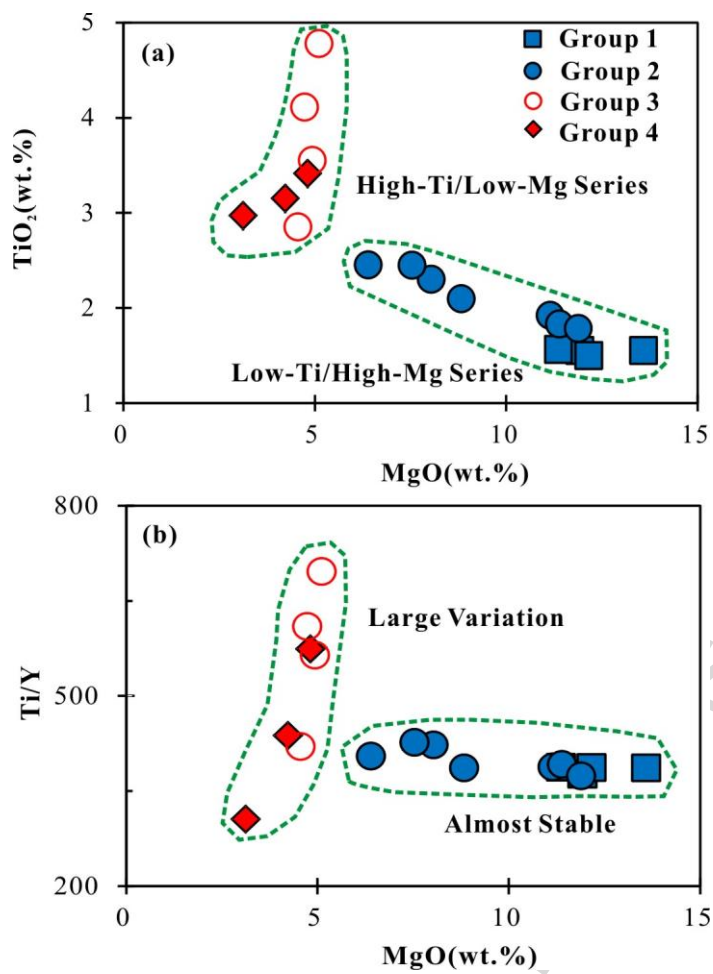 (a)
Group 1
Group 2
Group 3
Group 4
High-Ti/Low-Mg Series
Low-Ti/High-Mg Series
TiO₂(wt.%)
5
4
3
2
1
0
5
10
15
MgO(wt.%)
(b)
Large Variation
Almost Stable
Ti/Y
800
500
200
0
5
10
15
MgO(wt.%)